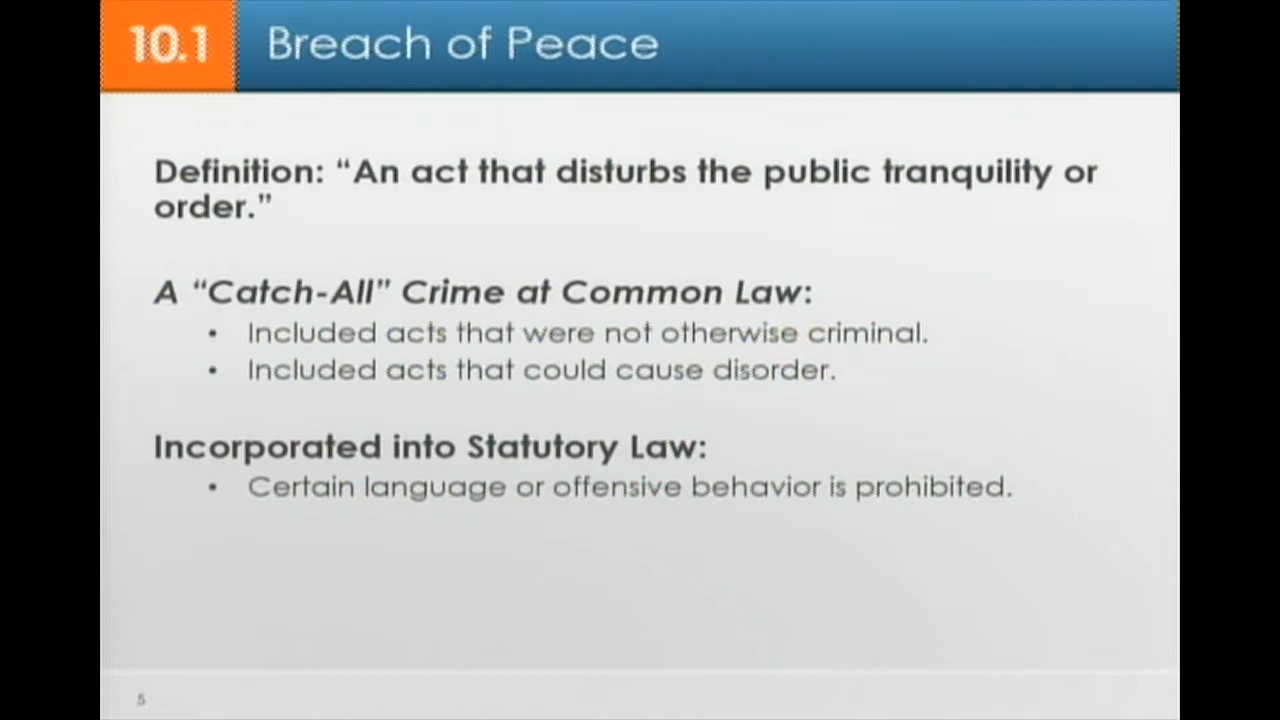 10.1
Breach of Peace
Definition: “An act that disturbs the public tranquility or
order.”
A “Catch-All” Crime at Common Law:
• Included acts that were not otherwise criminal.
• Included acts that could cause disorder.
Incorporated into Statutory Law:
• Certain language or offensive behavior is prohibited.
5